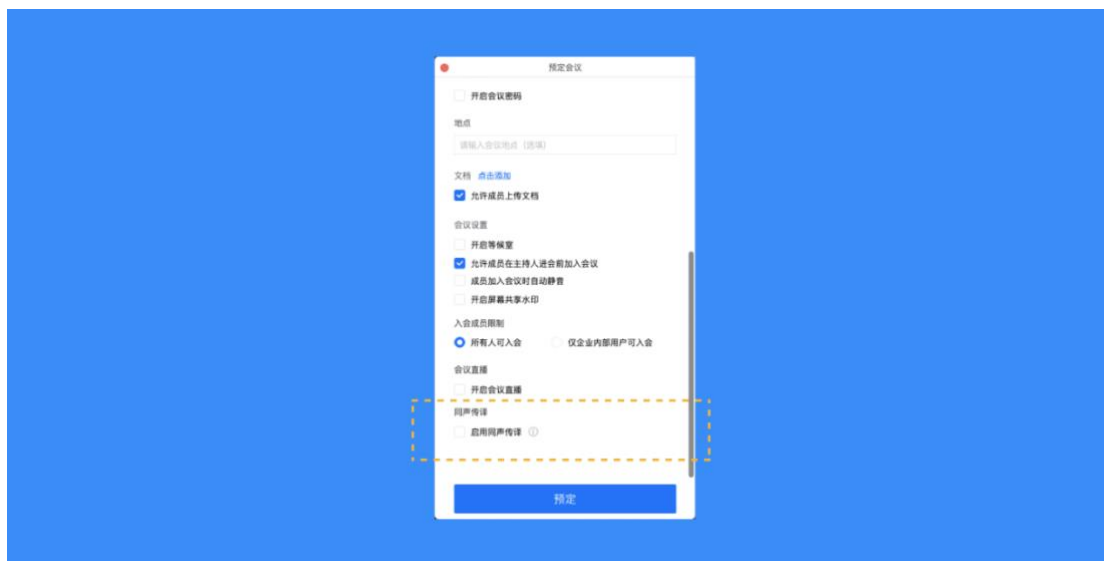 预定会议
开启会议密码
地点
请输入会议地点（选填）
文档 点击添加
允许成员上传文档
会议设置
开启等候室
允许成员在主持人进会前加入会议
成员加入会议时自动静音
开启屏幕共享水印
入会成员限制
所有人可入会 仅企业内部用户可入会
会议直播
开启会议直播
同声传译
启用同声传译
预定